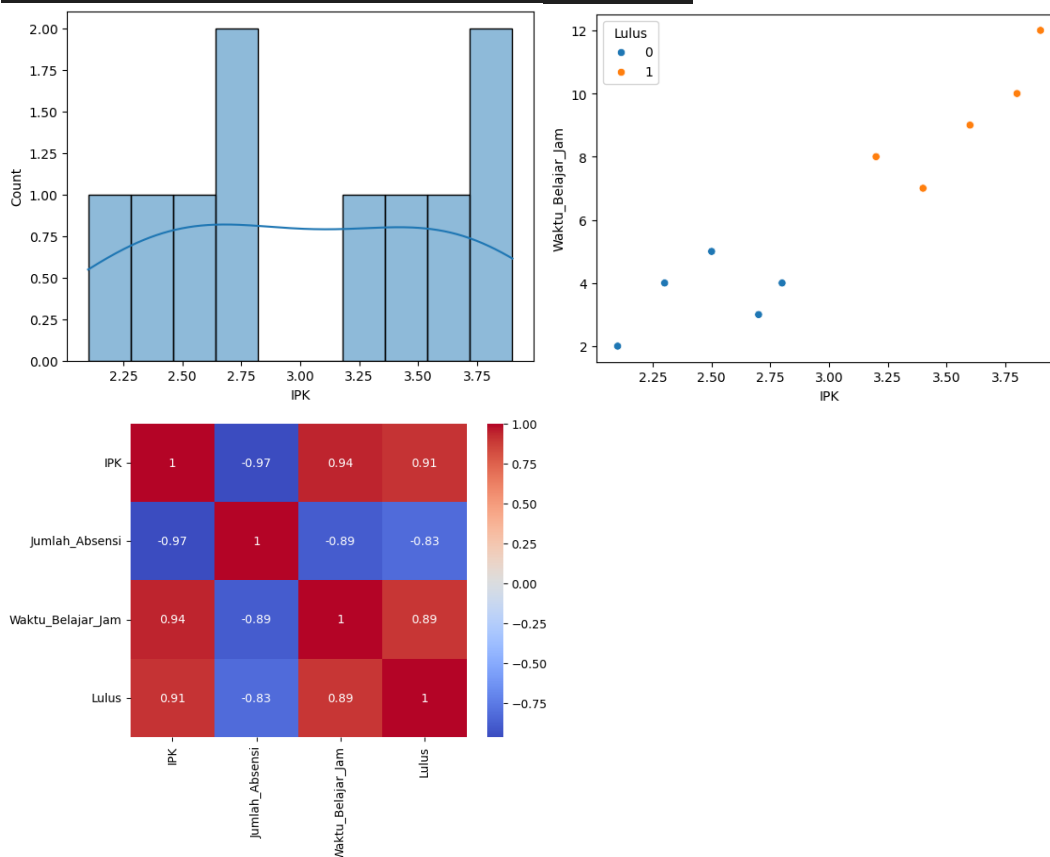 2.00
1.75
1.50
1.25
1.00
0.75
0.50
0.25
0.00
Count
2.25 2.50 2.75 3.00 3.25 3.50 3.75
IPK
Lulus
0
1
12
10
8
6
4
2
Waktu_Belajar_Jam
2.25 2.50 2.75 3.00 3.25 3.50 3.75
IPK
IPK 1 -0.97 0.94 0.91
Jumlah_Absensi -0.97 1 -0.89 -0.83
Waktu_Belajar_Jam 0.94 -0.89 1 0.89
Lulus 0.91 -0.83 0.89 1
IPK
Jumlah_Absensi
Waktu_Belajar_Jam
Lulus
1.00
0.75
0.50
0.25
0.00
−0.25
−0.50
−0.75